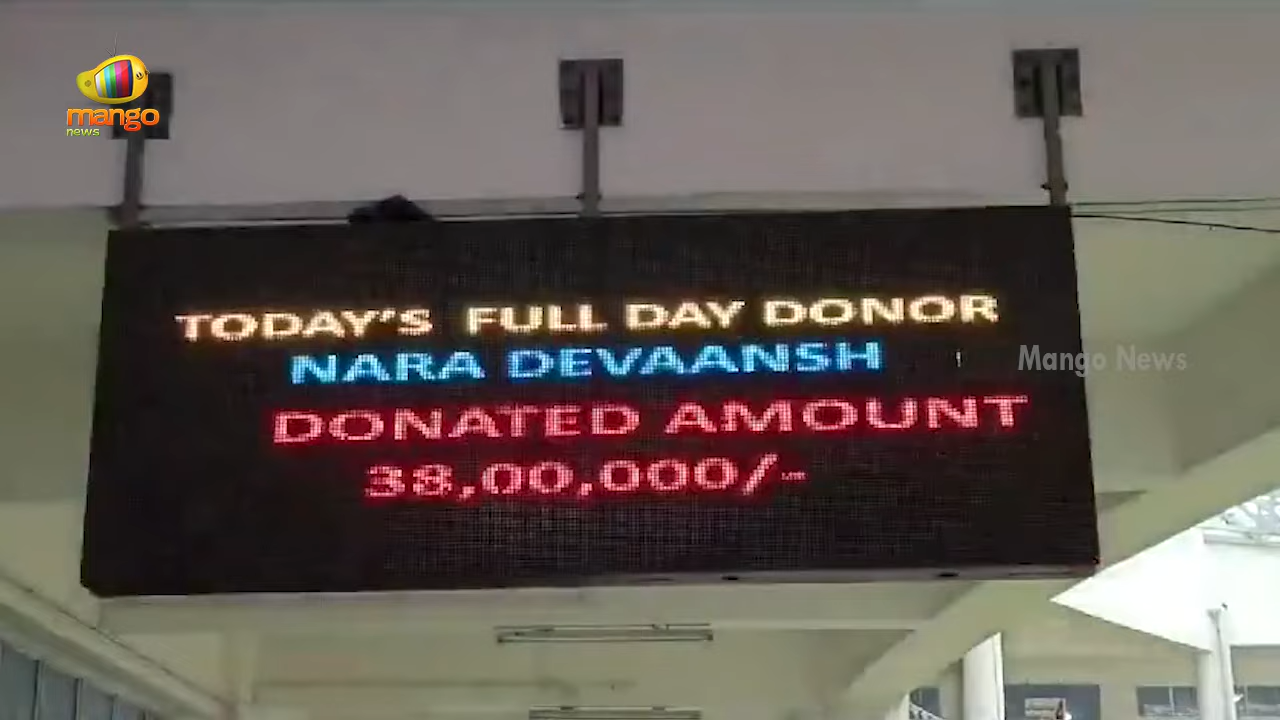 mango
news
TODAY'S FULL DAY DONOR
NARA DEVAANSH
Mango News
DONATED AMOUNT
38,00,000/-